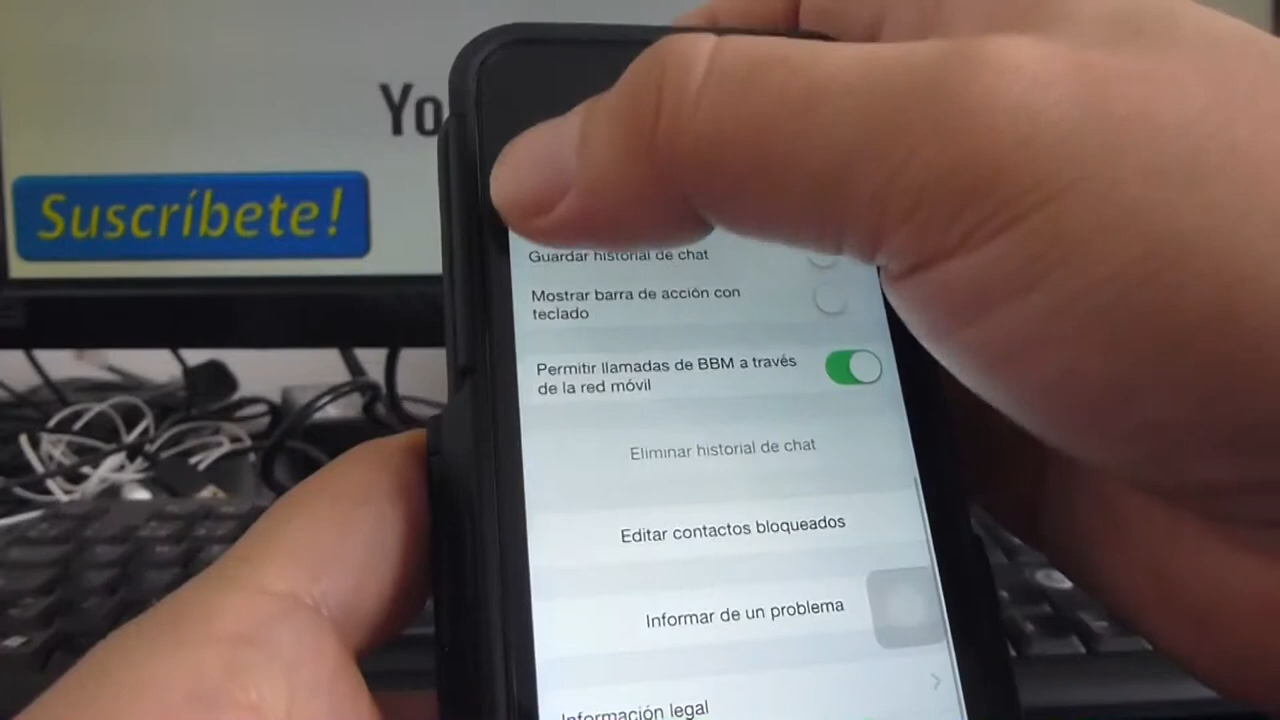 Yo
Suscríbete!
Guardar historial de chat
Mostrar barra de acción con
teclado
Permitir llamadas de BBM a través
de la red móvil
Eliminar historial de chat
Editar contactos bloqueados
Informar de un problema
Información legal